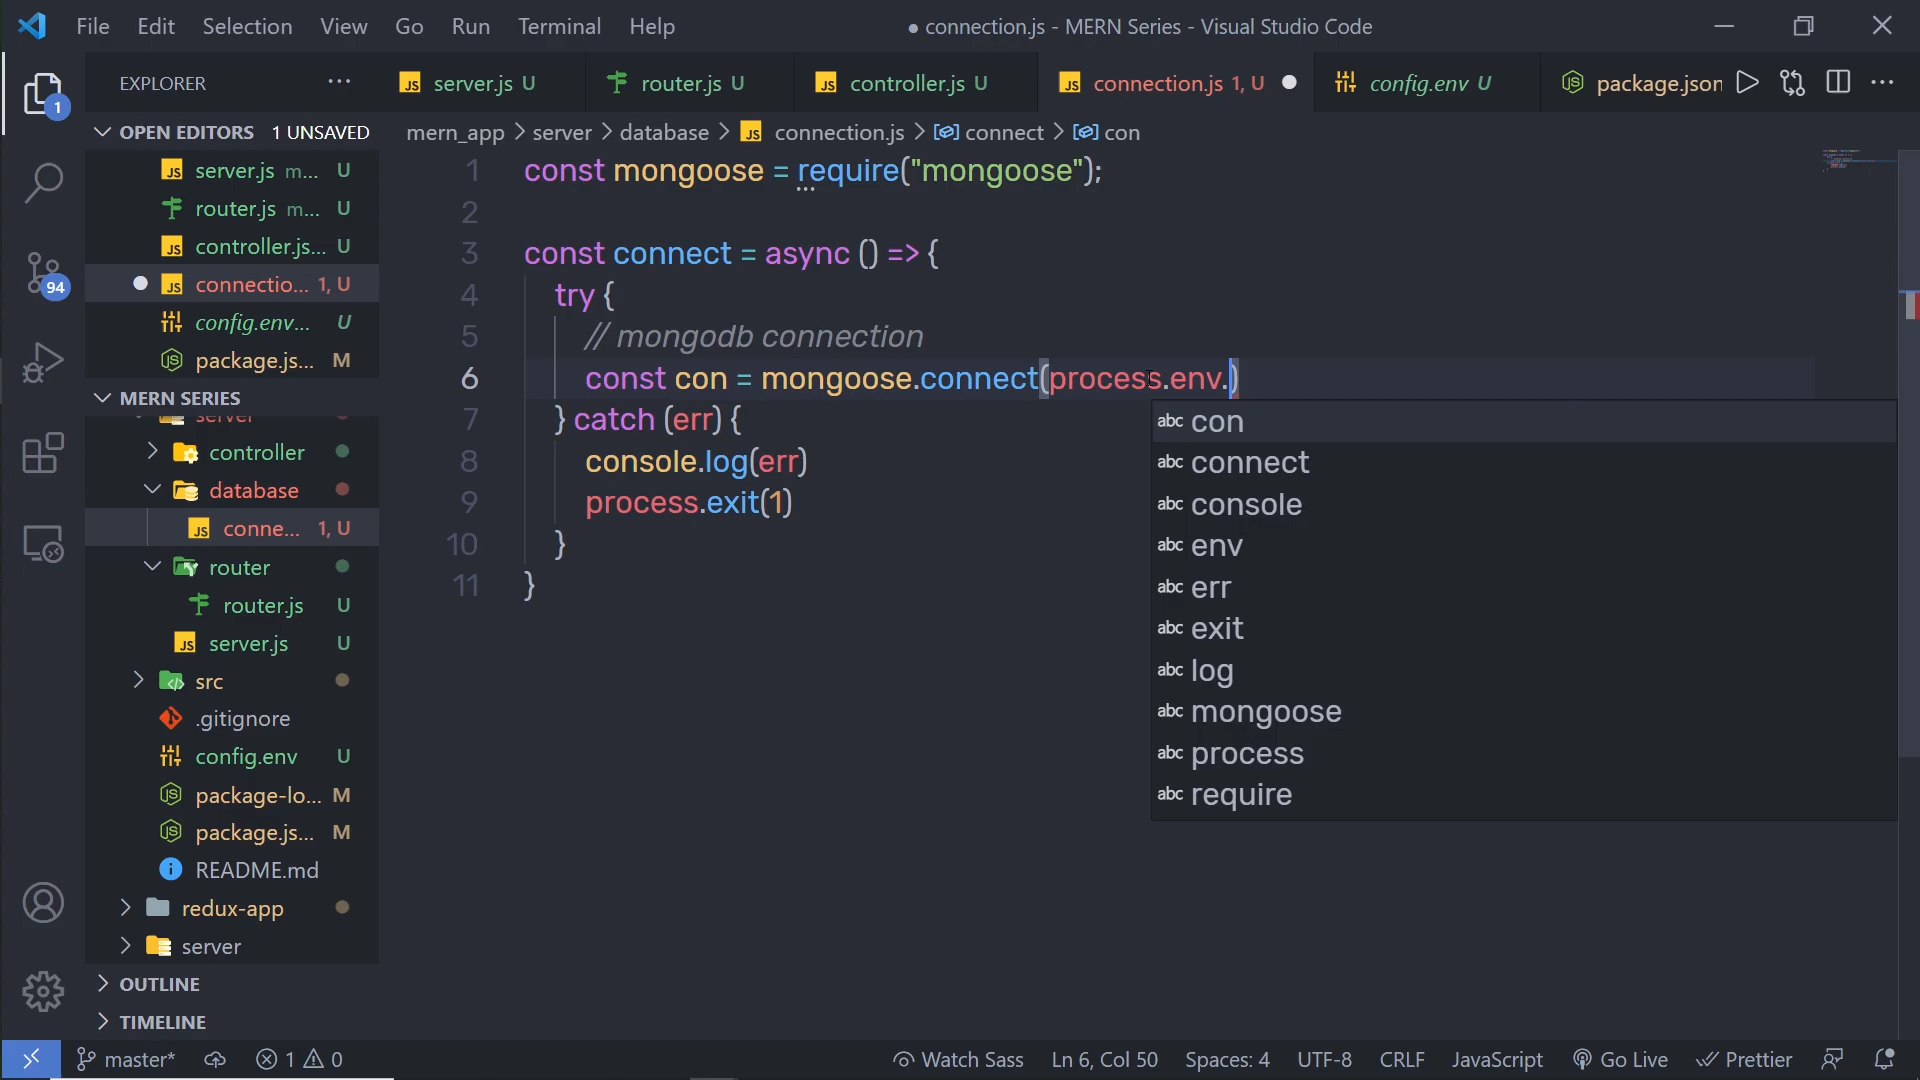 File Edit Selection View Go Run Terminal Help
● connection.js - MERN Series - Visual Studio Code
EXPLORER ...
server.js U router.js U controller.js U connection.js 1, U config.env U package.json
1
OPEN EDITORS 1 UNSAVED
mern_app > server > database > connection.js > connect > con
server.js m... U
router.js m... U
controller.js... U
connectio... 1, U
config.env... U
package.js... M
94
MERN SERIES
server
controller
database
conne... 1, U
router
router.js U
server.js U
src
.gitignore
config.env U
package-lo... M
package.js... M
README.md
redux-app
server
OUTLINE
TIMELINE
1 const mongoose = require("mongoose");
2
3 const connect = async () => {
4 try {
5 // mongodb connection
6 const con = mongoose.connect(process.env.)
7 } catch (err) {
8 console.log(err)
9 process.exit(1)
10 }
11 }
abc con
abc connect
abc console
abc env
abc err
abc exit
abc log
abc mongoose
abc process
abc require
master* 1 0 Watch Sass Ln 6, Col 50 Spaces: 4 UTF-8 CRLF JavaScript Go Live Prettier